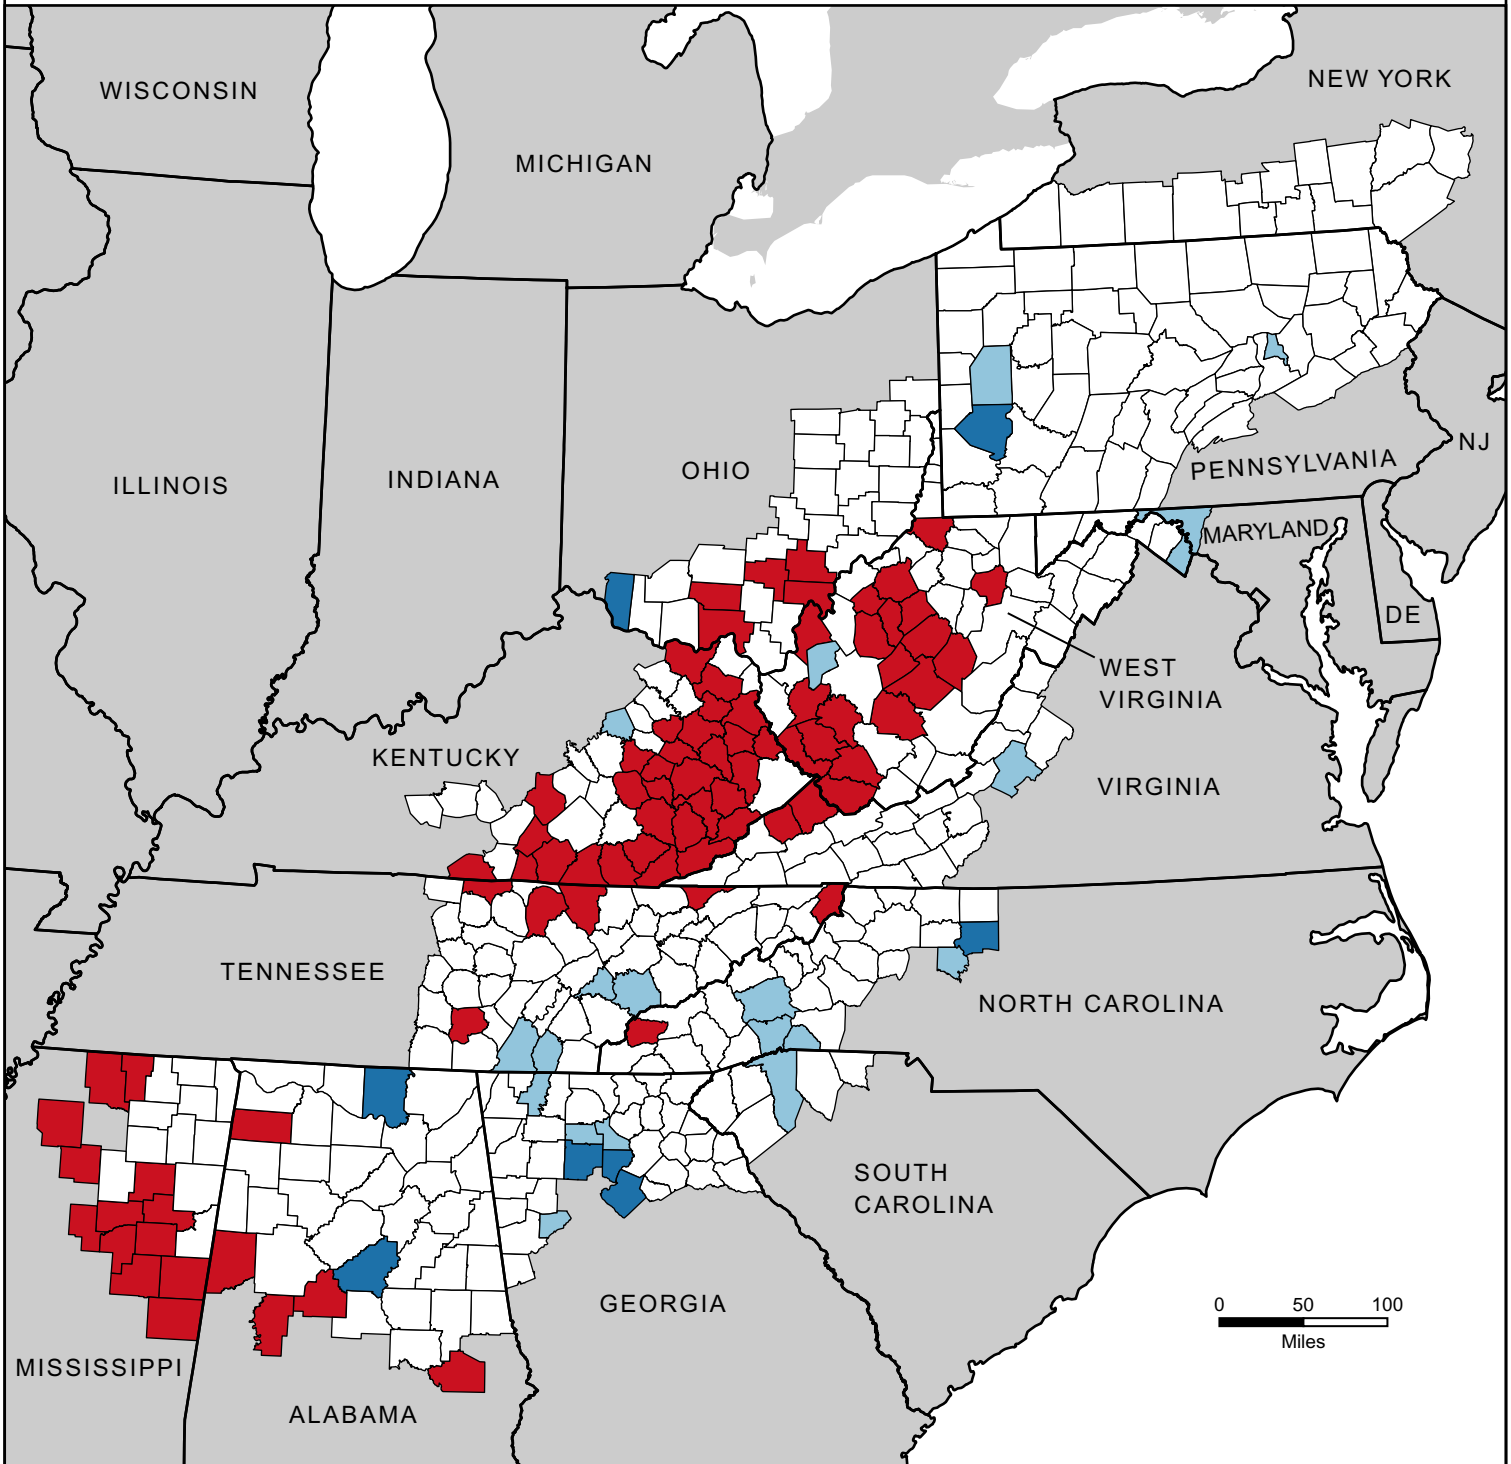 NEW YORK
WISCONSIN
MICHIGAN
NJ
PENNSYLVANIA
OHIO
INDIANA
ILLINOIS
MARYLAND
DE
WEST
VIRGINIA
KENTUCKY
VIRGINIA
TENNESSEE
NORTH CAROLINA
SOUTH
CAROLINA
GEORGIA
0 50 100
Miles
MISSISSIPPI
ALABAMA